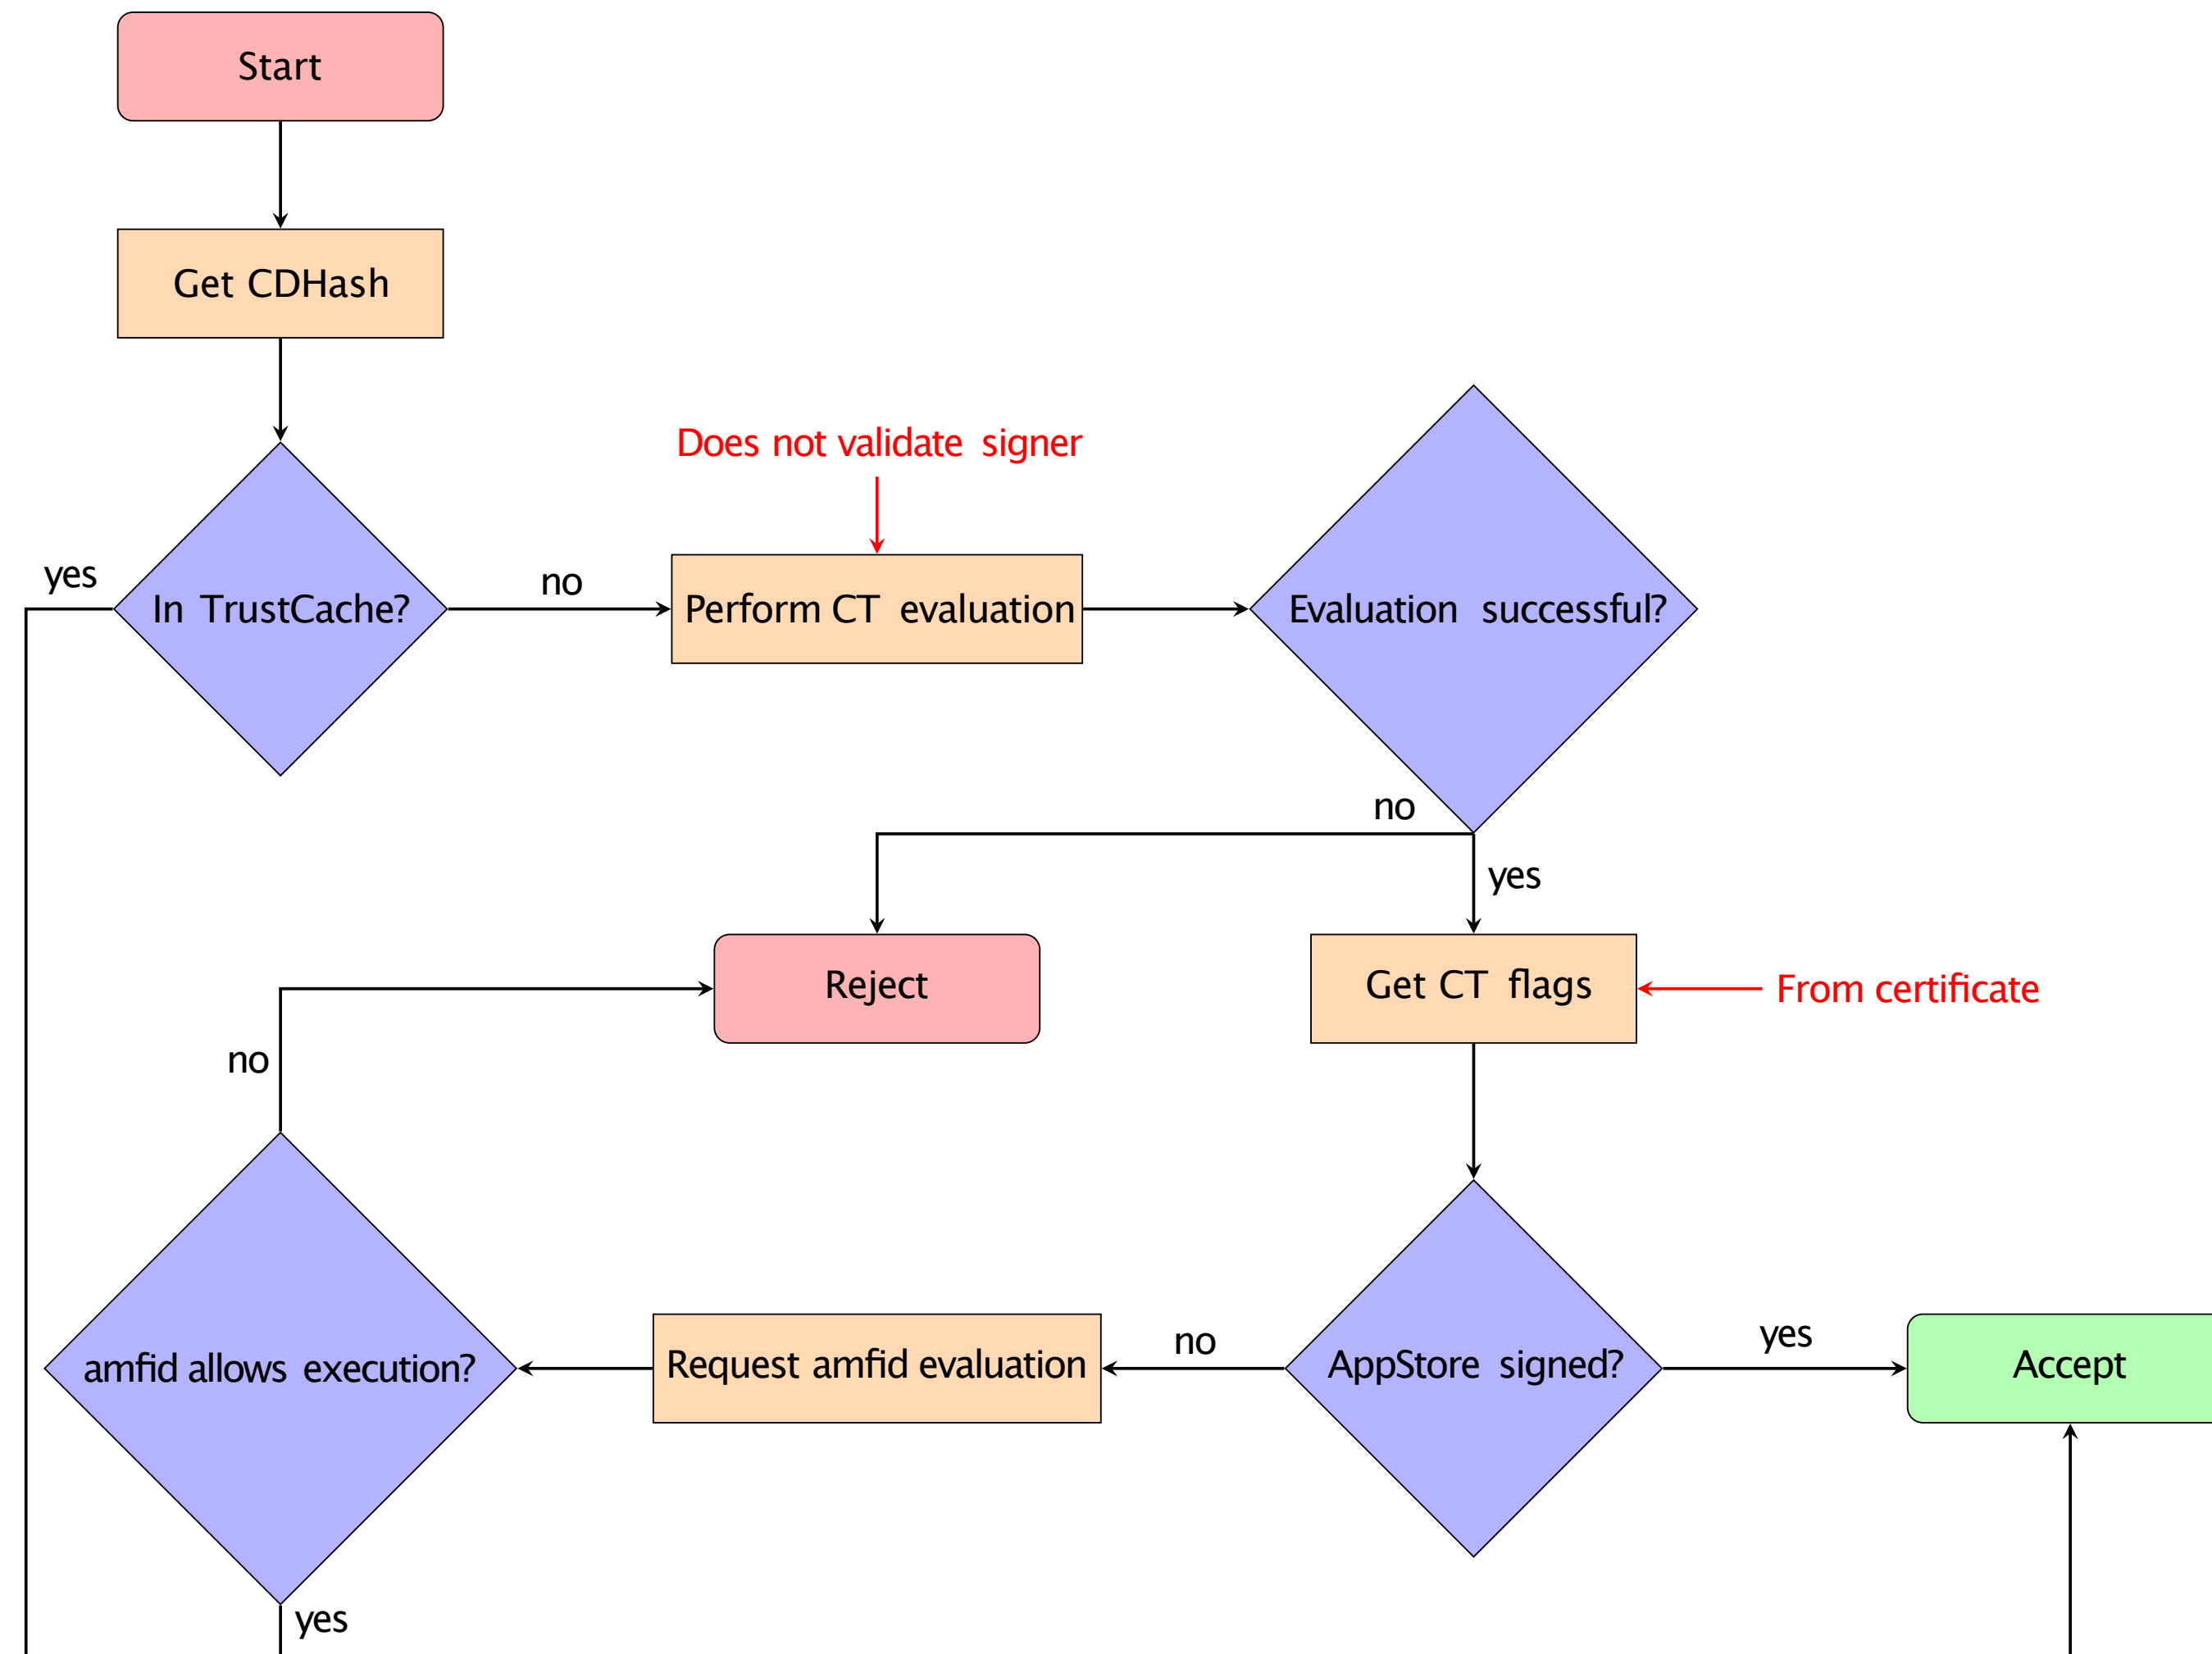 Start
Get CDHash
Does not validate signer
yes
In TrustCache?
no
Perform CT evaluation
Evaluation successful?
no
yes
Reject
Get CT flags
From certificate
no
amfid allows execution?
Request amfid evaluation
no
AppStore signed?
yes
Accept
yes